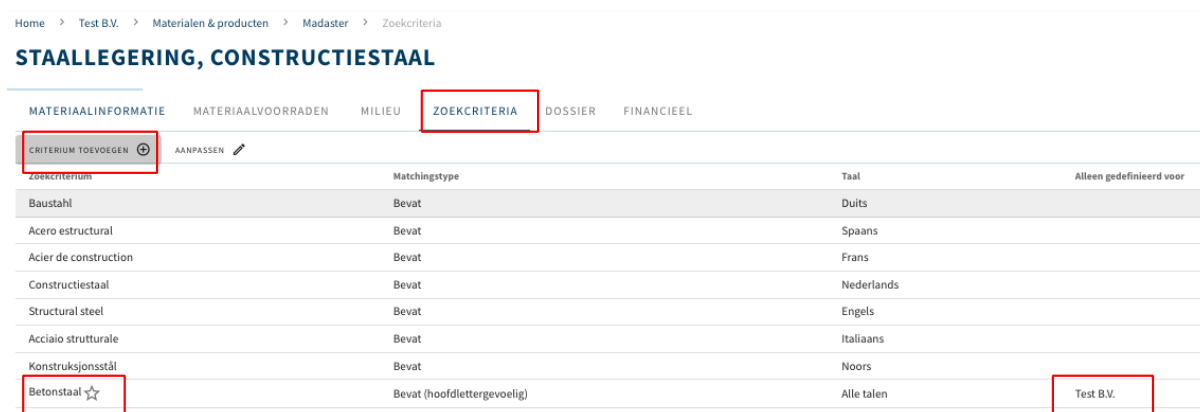 Home > Test B.V. > Materialen & producten > Madaster > Zoekcriteria
STAALLEGERING, CONSTRUCTIESTAAL
MATERIAALINFORMATIE MATERIAALVOORRADEN MILIEU ZOEKCRITERIA DOSSIER FINANCIEEL
CRITERIUM TOEVOEGEN AANPASSEN
Zoekcriterium Matchingstype Taal Alleen gedefinieerd voor
Baustahl Bevat Duits
Acero estructural Bevat Spaans
Acier de construction Bevat Frans
Constructiestaal Bevat Nederlands
Structural steel Bevat Engels
Acciaio strutturale Bevat Italiaans
Konstruksjonsstål Bevat Noors
Betonstaal Bevat (hoofdlettergevoelig) Alle talen Test B.V.